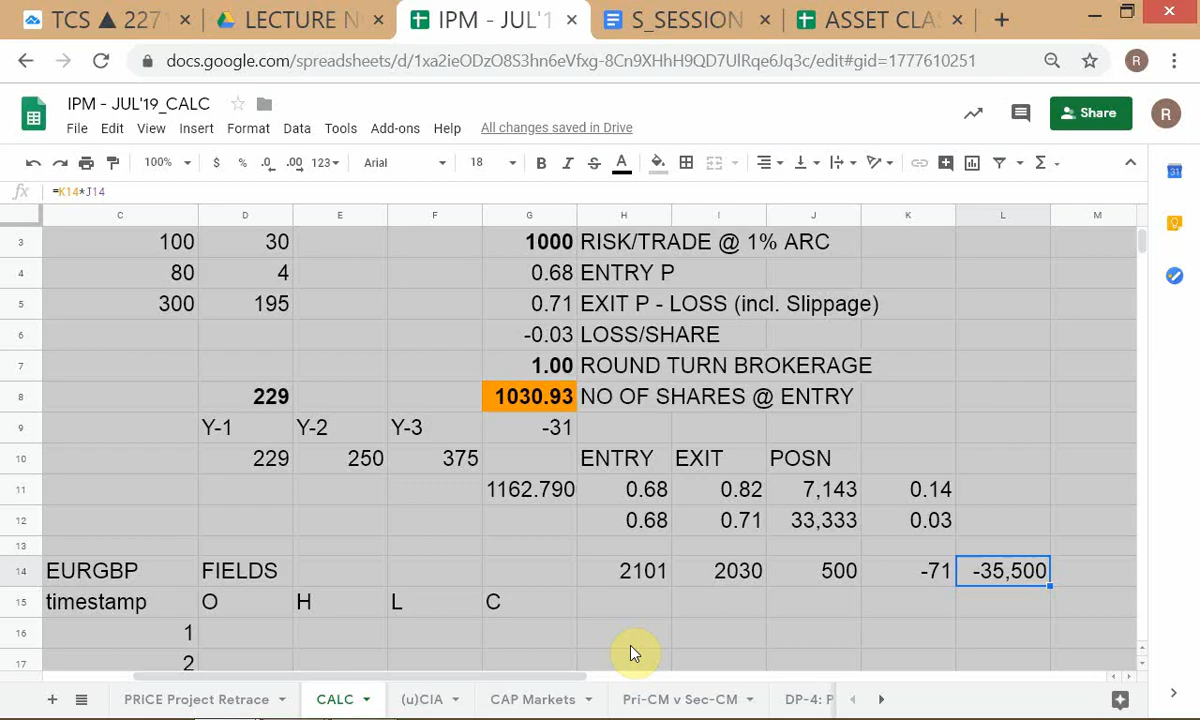 TCS ▲ 2271 × LECTURE N × IPM - JUL'1 × S_SESSION × ASSET CLA × +
docs.google.com/spreadsheets/d/1xa2ieODzO8S3hn6eVfxg-8Cn9XHhH9QD7UlRqe6Jq3c/edit#gid=1777610251 R
IPM - JUL'19_CALC
File Edit View Insert Format Data Tools Add-ons Help All changes saved in Drive Share R
100% $ % .0 .00 123 Arial 18 B I S A Σ 31
fx =K14*J14
C D E F G H I J K L M
3 100 30 1000 RISK/TRADE @ 1% ARC
4 80 4 0.68 ENTRY P
5 300 195 0.71 EXIT P - LOSS (incl. Slippage)
6 -0.03 LOSS/SHARE
7 1.00 ROUND TURN BROKERAGE
8 229 1030.93 NO OF SHARES @ ENTRY
9 Y-1 Y-2 Y-3 -31
10 229 250 375 ENTRY EXIT POSN
11 1162.790 0.68 0.82 7,143 0.14
12 0.68 0.71 33,333 0.03
13
14 EURGBP FIELDS 2101 2030 500 -71 -35,500
15 timestamp O H L C
16 1
17 2
+ PRICE Project Retrace CALC (u)CIA CAP Markets Pri-CM v Sec-CM DP-4: P